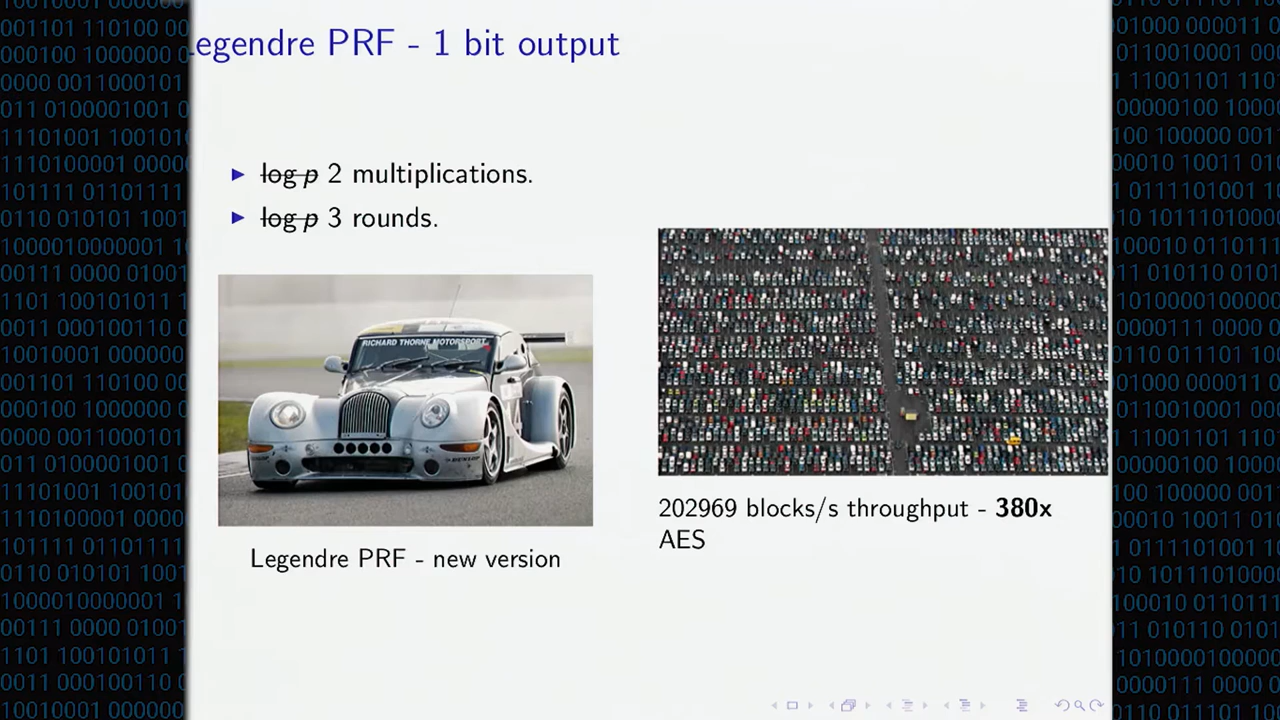 egendre PRF - 1 bit output
log p 2 multiplications.
log p 3 rounds.
RICHARD THORNE MOTORSPORT
Legendre PRF - new version
202969 blocks/s throughput - 380x
AES